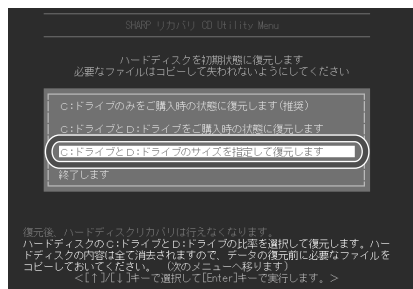 SHARP リカバリ CD Utility Menu
ハードディスクを初期状態に復元します
必要なファイルはコピーして失われないようにしてください
C:ドライブのみをご購入時の状態に復元します(推奨)
C:ドライブとD:ドライブをご購入時の状態に復元します
C:ドライブとD:ドライブのサイズを指定して復元します
終了します
復元後、ハードディスクリカバリは行えなくなります。
ハードディスクのC:ドライブとD:ドライブの比率を選択して復元します。ハー
ドディスクの内容は全て消去されますので、データの復元前に必要なファイルを
コピーしておいてください。 (次のメニューへ移ります)
<[↑]/[↓]キーで選択して[Enter]キーで実行します。>